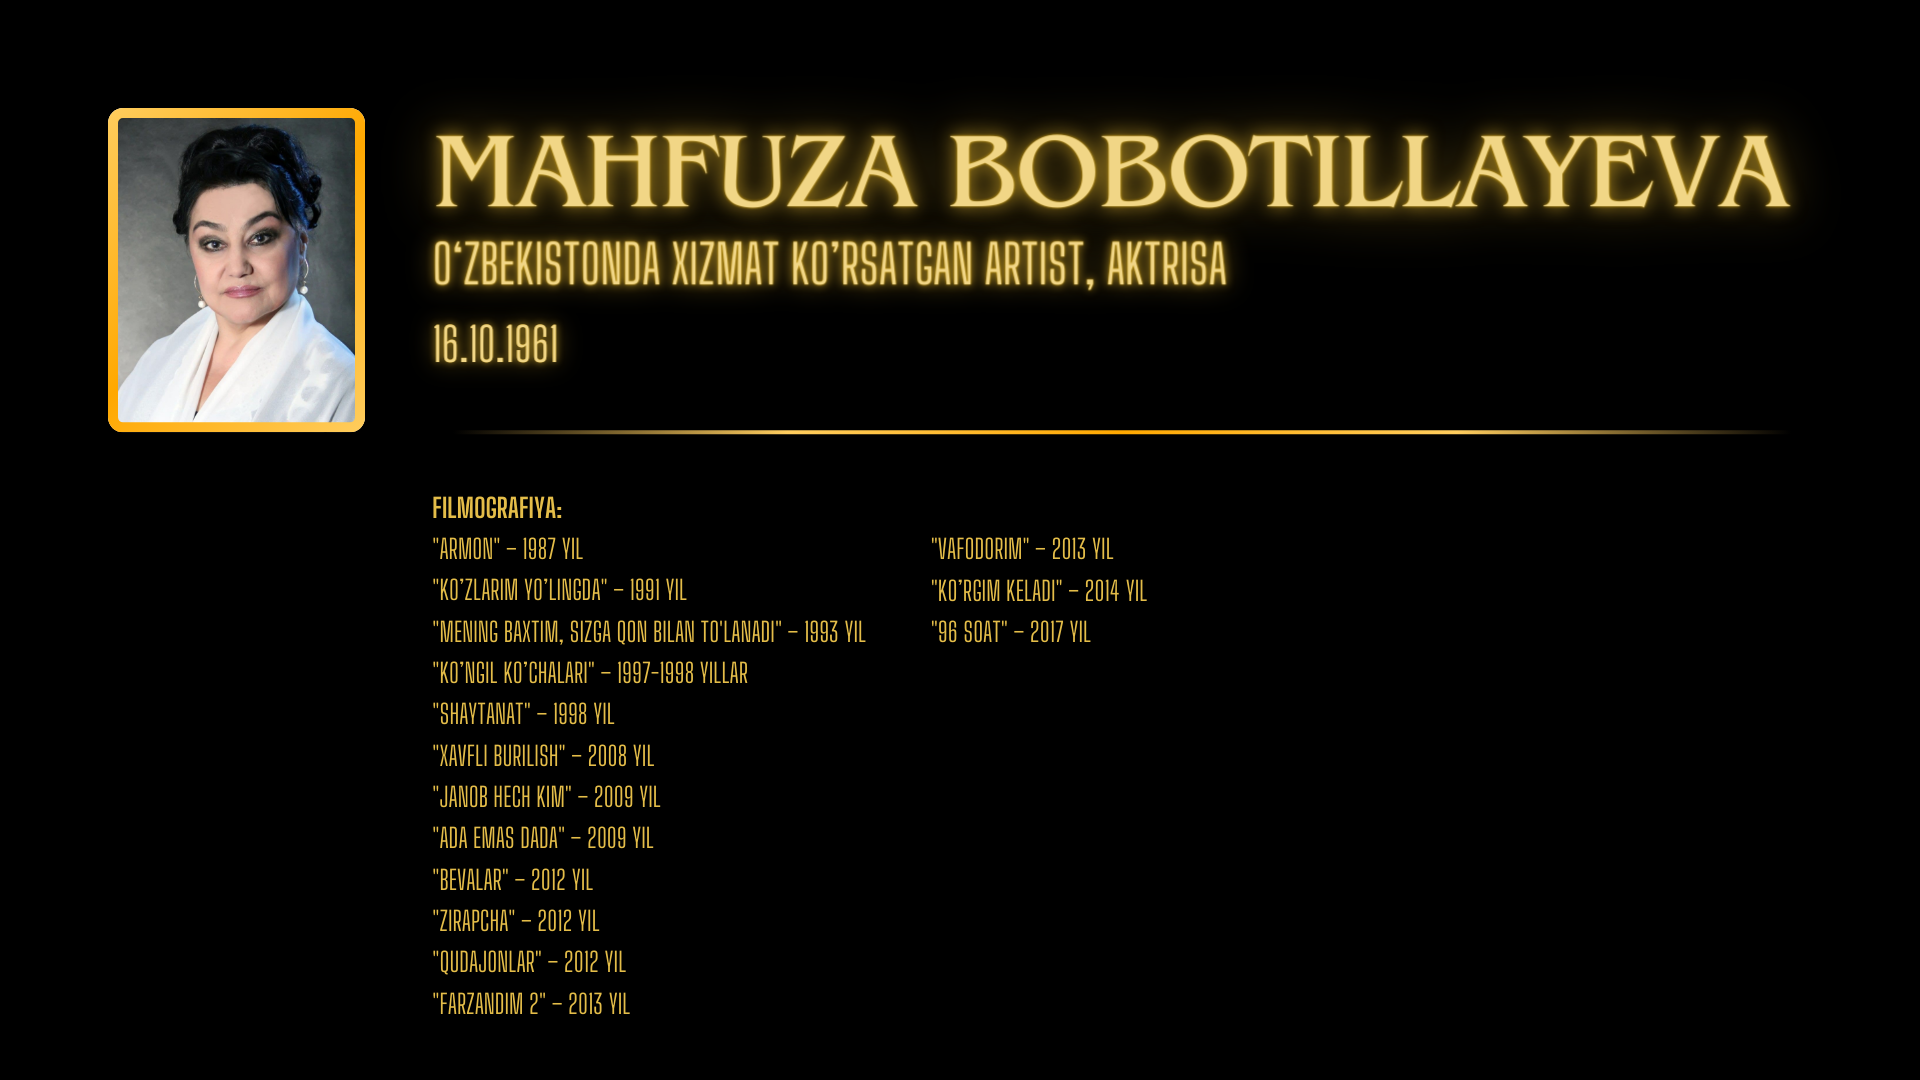 MAHFUZA BOBOTILLAYEVA
O‘ZBEKISTONDA XIZMAT KO’RSATGAN ARTIST, AKTRISA
16.10.1961
FILMOGRAFIYA:
"ARMON" – 1987 YIL
"KO’ZLARIM YO’LINGDA" – 1991 YIL
"MENING BAXTIM, SIZGA QON BILAN TO'LANADI" – 1993 YIL
"KO’NGIL KO’CHALARI" – 1997-1998 YILLAR
"SHAYTANAT" – 1998 YIL
"XAVFLI BURILISH" – 2008 YIL
"JANOB HECH KIM" – 2009 YIL
"ADA EMAS DADA" – 2009 YIL
"BEVALAR" – 2012 YIL
"ZIRAPCHA" – 2012 YIL
"QUDAJONLAR" – 2012 YIL
"FARZANDIM 2" – 2013 YIL
"VAFODORIM" – 2013 YIL
"KO’RGIM KELADI" – 2014 YIL
"96 SOAT" – 2017 YIL